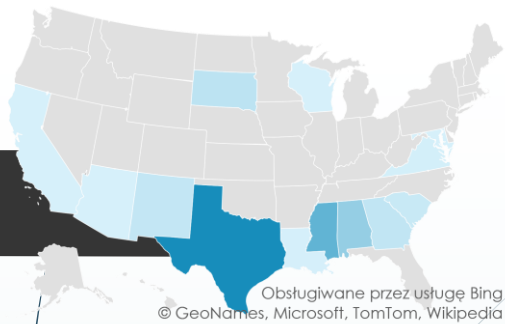 Obsługiwane przez usługę Bing
© GeoNames, Microsoft, TomTom, Wikipedia